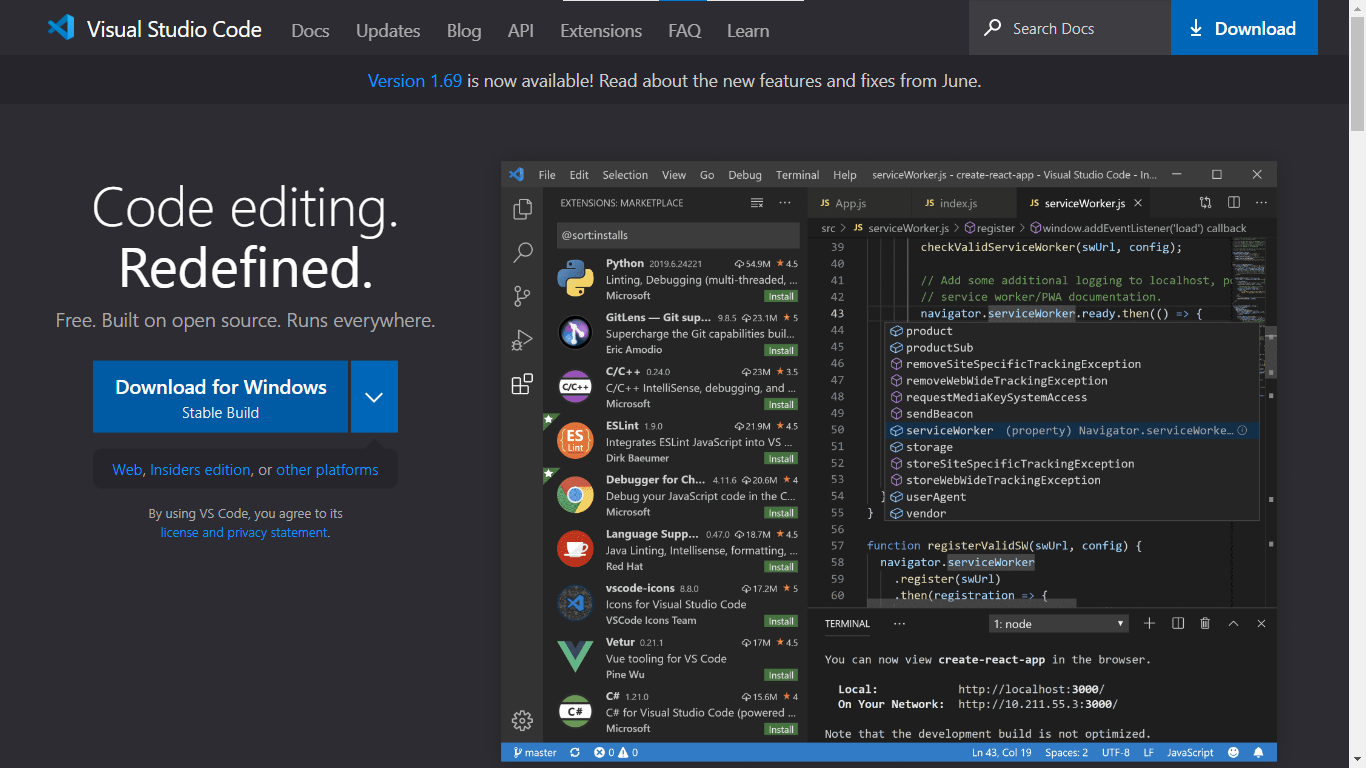 Visual Studio Code Docs Updates Blog API Extensions FAQ Learn Search Docs Download
Version 1.69 is now available! Read about the new features and fixes from June.
Code editing.
Redefined.
Free. Built on open source. Runs everywhere.
Download for Windows
Stable Build
Web, Insiders edition, or other platforms
By using VS Code, you agree to its
license and privacy statement.
File Edit Selection View Go Debug Terminal Help serviceWorker.js - create-react-app - Visual Studio Code - In...
EXTENSIONS: MARKETPLACE
@sort:installs
Python 2019.6.24221 54.9M 4.5
Linting, Debugging (multi-threaded, ...
Microsoft Install
GitLens — Git sup... 9.8.5 23.1M 5
Supercharge the Git capabilities buil...
Eric Amodio Install
C/C++
C/C++ 0.24.0 23M 3.5
C/C++ IntelliSense, debugging, and ...
Microsoft Install
ES
Lint
ESLint 1.9.0 21.9M 4.5
Integrates ESLint JavaScript into VS ...
Dirk Baeumer Install
Debugger for Ch... 4.11.6 20.6M 4
Debug your JavaScript code in the C...
Microsoft Install
Language Supp... 0.47.0 18.7M 4.5
Java Linting, Intellisense, formatting, ...
Red Hat Install
vscode-icons 8.8.0 17.2M 5
Icons for Visual Studio Code
VSCode Icons Team Install
Vetur 0.21.1 17M 4.5
Vue tooling for VS Code
Pine Wu Install
C#
C# 1.21.0 15.6M 4
C# for Visual Studio Code (powered ...
Microsoft Install
JS App.js JS index.js JS serviceWorker.js
src > JS serviceWorker.js > register > window.addEventListener('load') callback
39 checkValidServiceWorker(swUrl, config);
40
41 // Add some additional logging to localhost, p
42 // service worker/PWA documentation.
43 navigator.serviceWorker.ready.then(() => {
44 product
45 productSub
46 removeSiteSpecificTrackingException
47 removeWebWideTrackingException
48 requestMediaKeySystemAccess
49 sendBeacon
50 serviceWorker (property) Navigator.serviceWorke...
51 storage
52 storeSiteSpecificTrackingException
53 storeWebWideTrackingException
54 } userAgent
55 } vendor
56
57 function registerValidSW(swUrl, config) {
58 navigator.serviceWorker
59 .register(swUrl)
60 .then(registration => {
TERMINAL ... 1: node
You can now view create-react-app in the browser.
Local: http://localhost:3000/
On Your Network: http://10.211.55.3:3000/
Note that the development build is not optimized.
master 0 0 Ln 43, Col 19 Spaces: 2 UTF-8 LF JavaScript